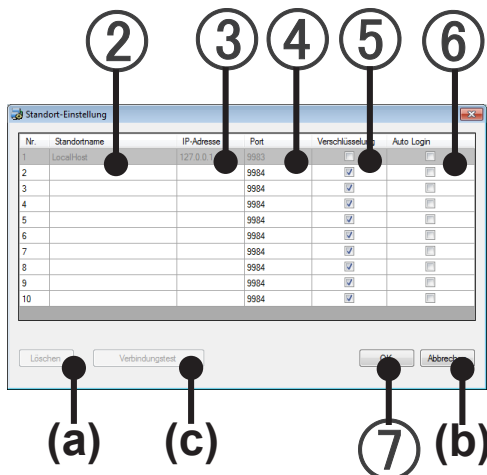 ② ③ ④ ⑤ ⑥
Standort-Einstellung
Nr. Standortname IP-Adresse Port Verschlüsselung Auto Login
1 LocalHost 127.0.0.1 9983
2 9984
3 9984
4 9984
5 9984
6 9984
7 9984
8 9984
9 9984
10 9984
Löschen Verbindungstest OK Abbrechen
(a) (c) ⑦ (b)